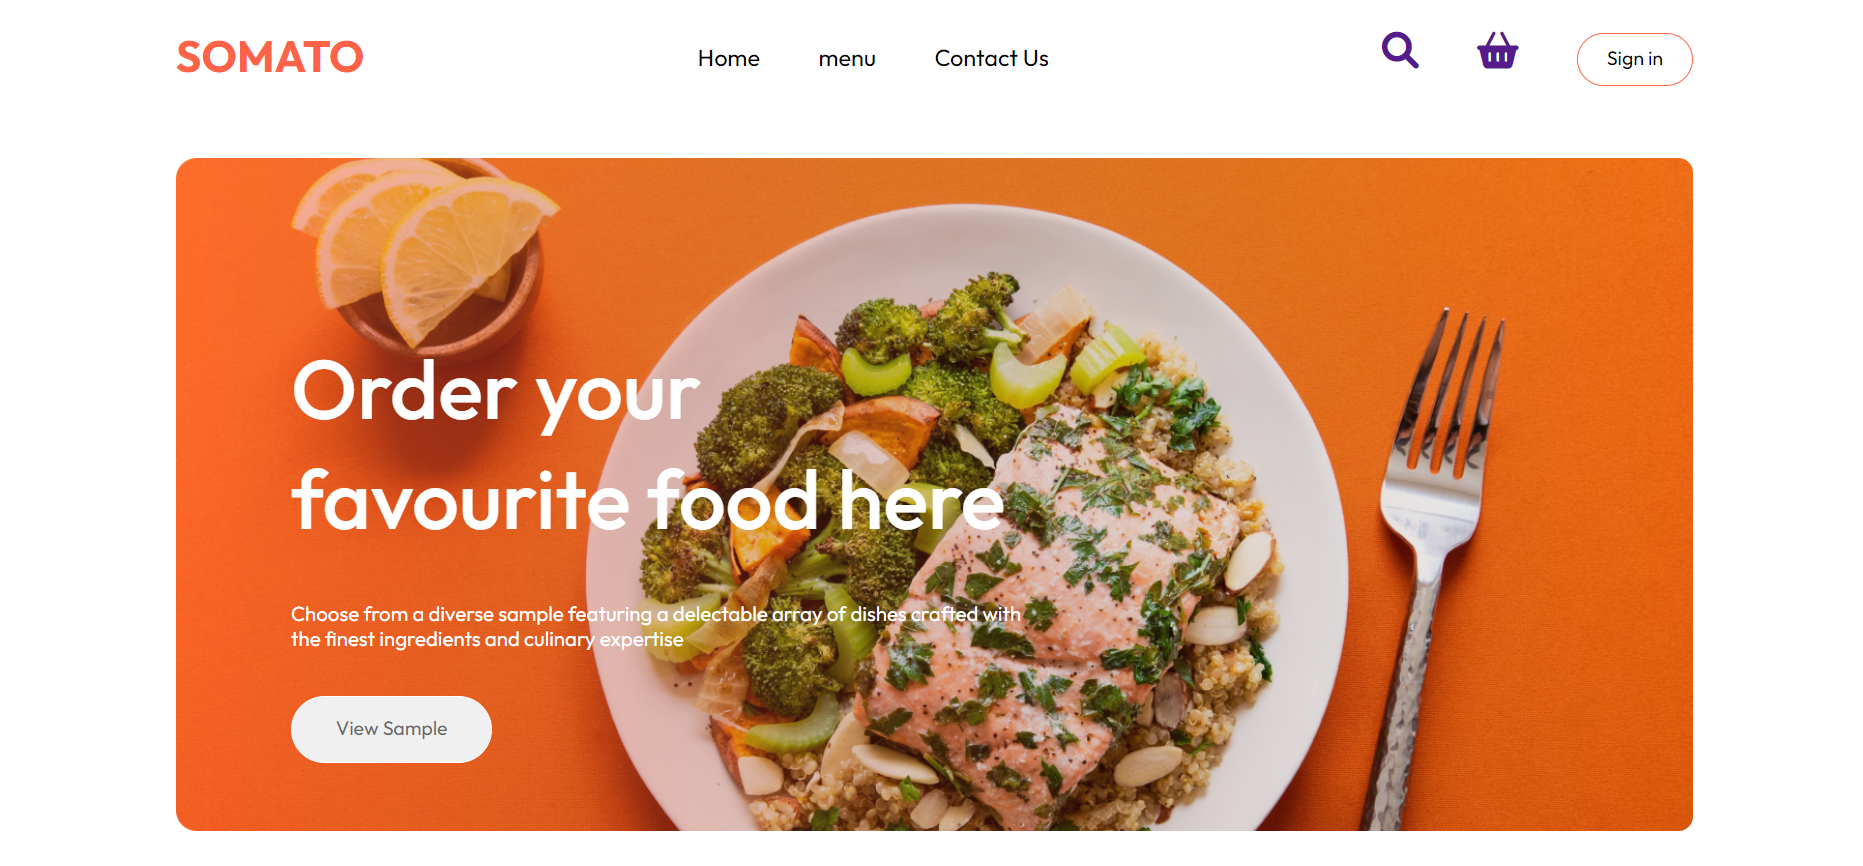 SOMATO
Home
menu
Contact Us
Sign in
Order your
favourite food here
Choose from a diverse sample featuring a delectable array of dishes crafted with
the finest ingredients and culinary expertise
View Sample